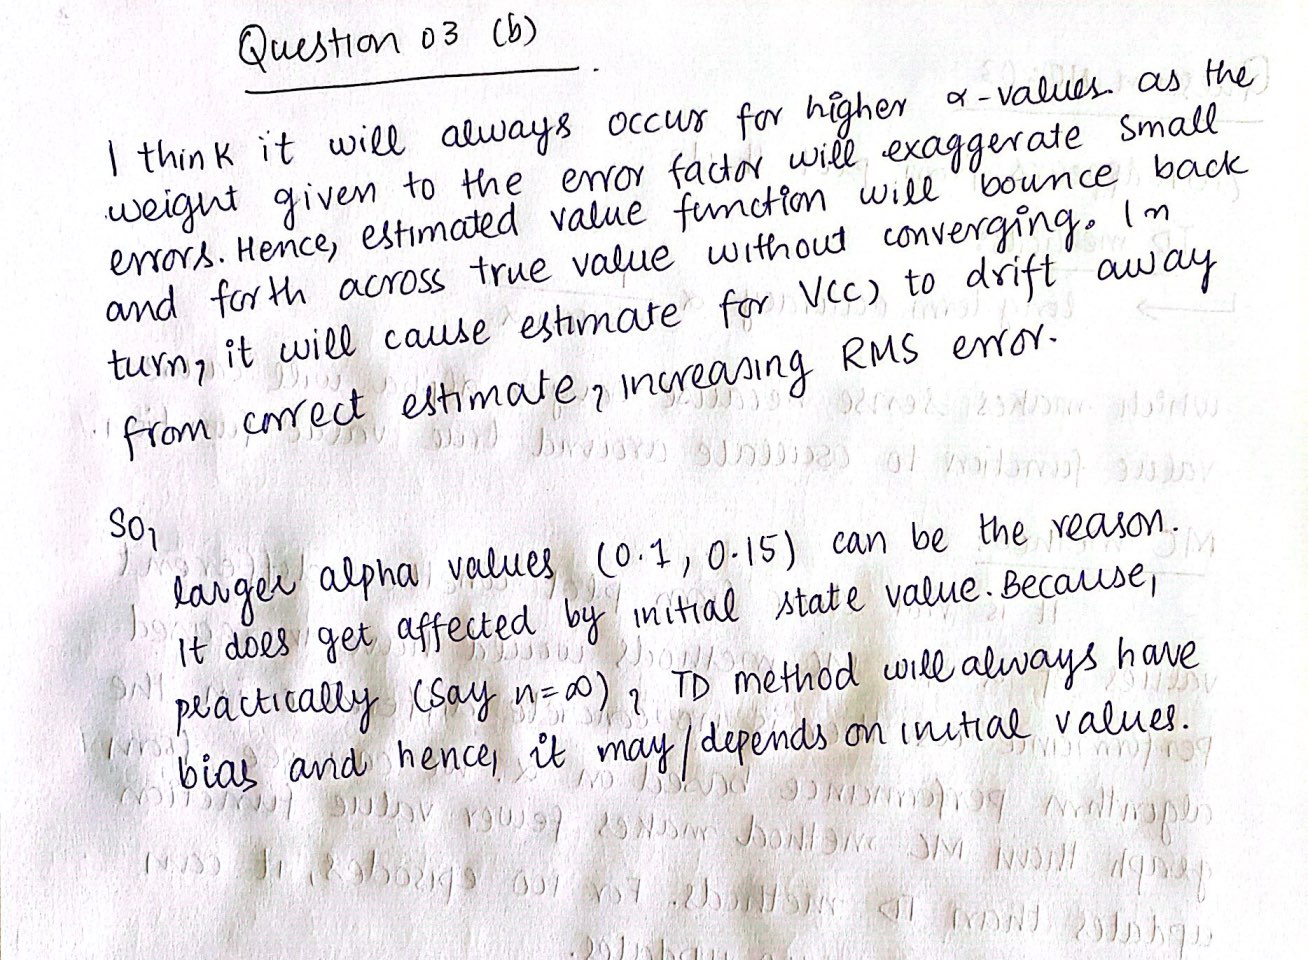 Question 03 (b)
I think it will always occur for higher α-values. as the
weight given to the error factor will exaggerate small
errors. Hence, estimated value function will bounce back
and forth across true value without converging. In
turn, it will cause estimate for V(c) to drift away
from correct estimate, increasing RMS error.
So,
larger alpha values (0.1, 0.15) can be the reason.
It does get affected by initial state value. Because,
practically (say n=∞), TD method will always have
bias and hence, it may/depends on initial values.